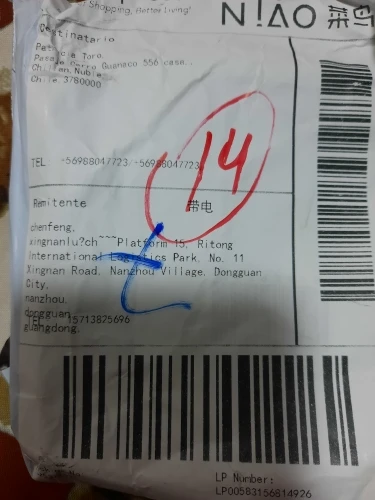 Shopping, Better Living"
NIAO 菜鸟
Destinatario
Toro,
Pasaje Cerro Guanaco 556 casa..
Chillan, Nuble
Chile 3780000
14
TEL +56988047723/+56988047723
Remitente 带电
chenfeng,
xingnanlu?ch~~~Platform 15, Ritong
International Logistics Park, No. 11
Xingnan Road, Nanzhou Village, Dongguan
City,
nanzhou,
dongguan,
guangdong,
TEL 15713825696
LP Number:
LP00583156814926